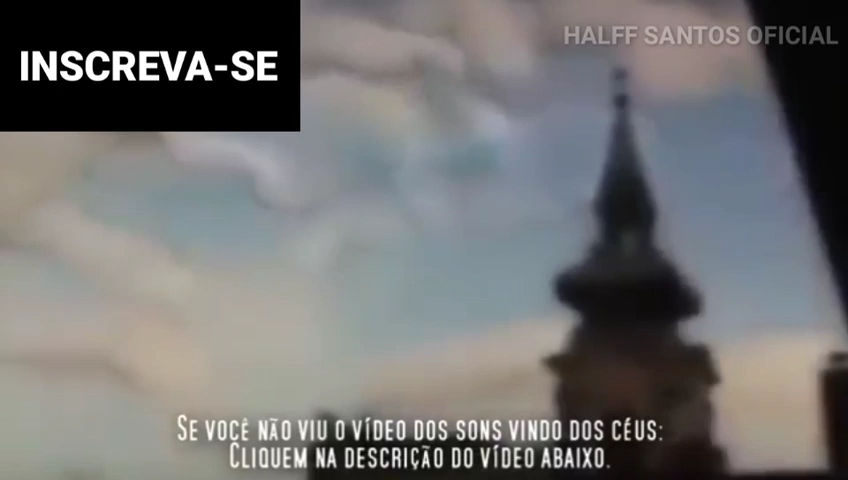 INSCREVA-SE
HALFF SANTOS OFICIAL
Se você não viu o vídeo dos sons vindo dos céus:
Cliquem na descrição do vídeo abaixo.